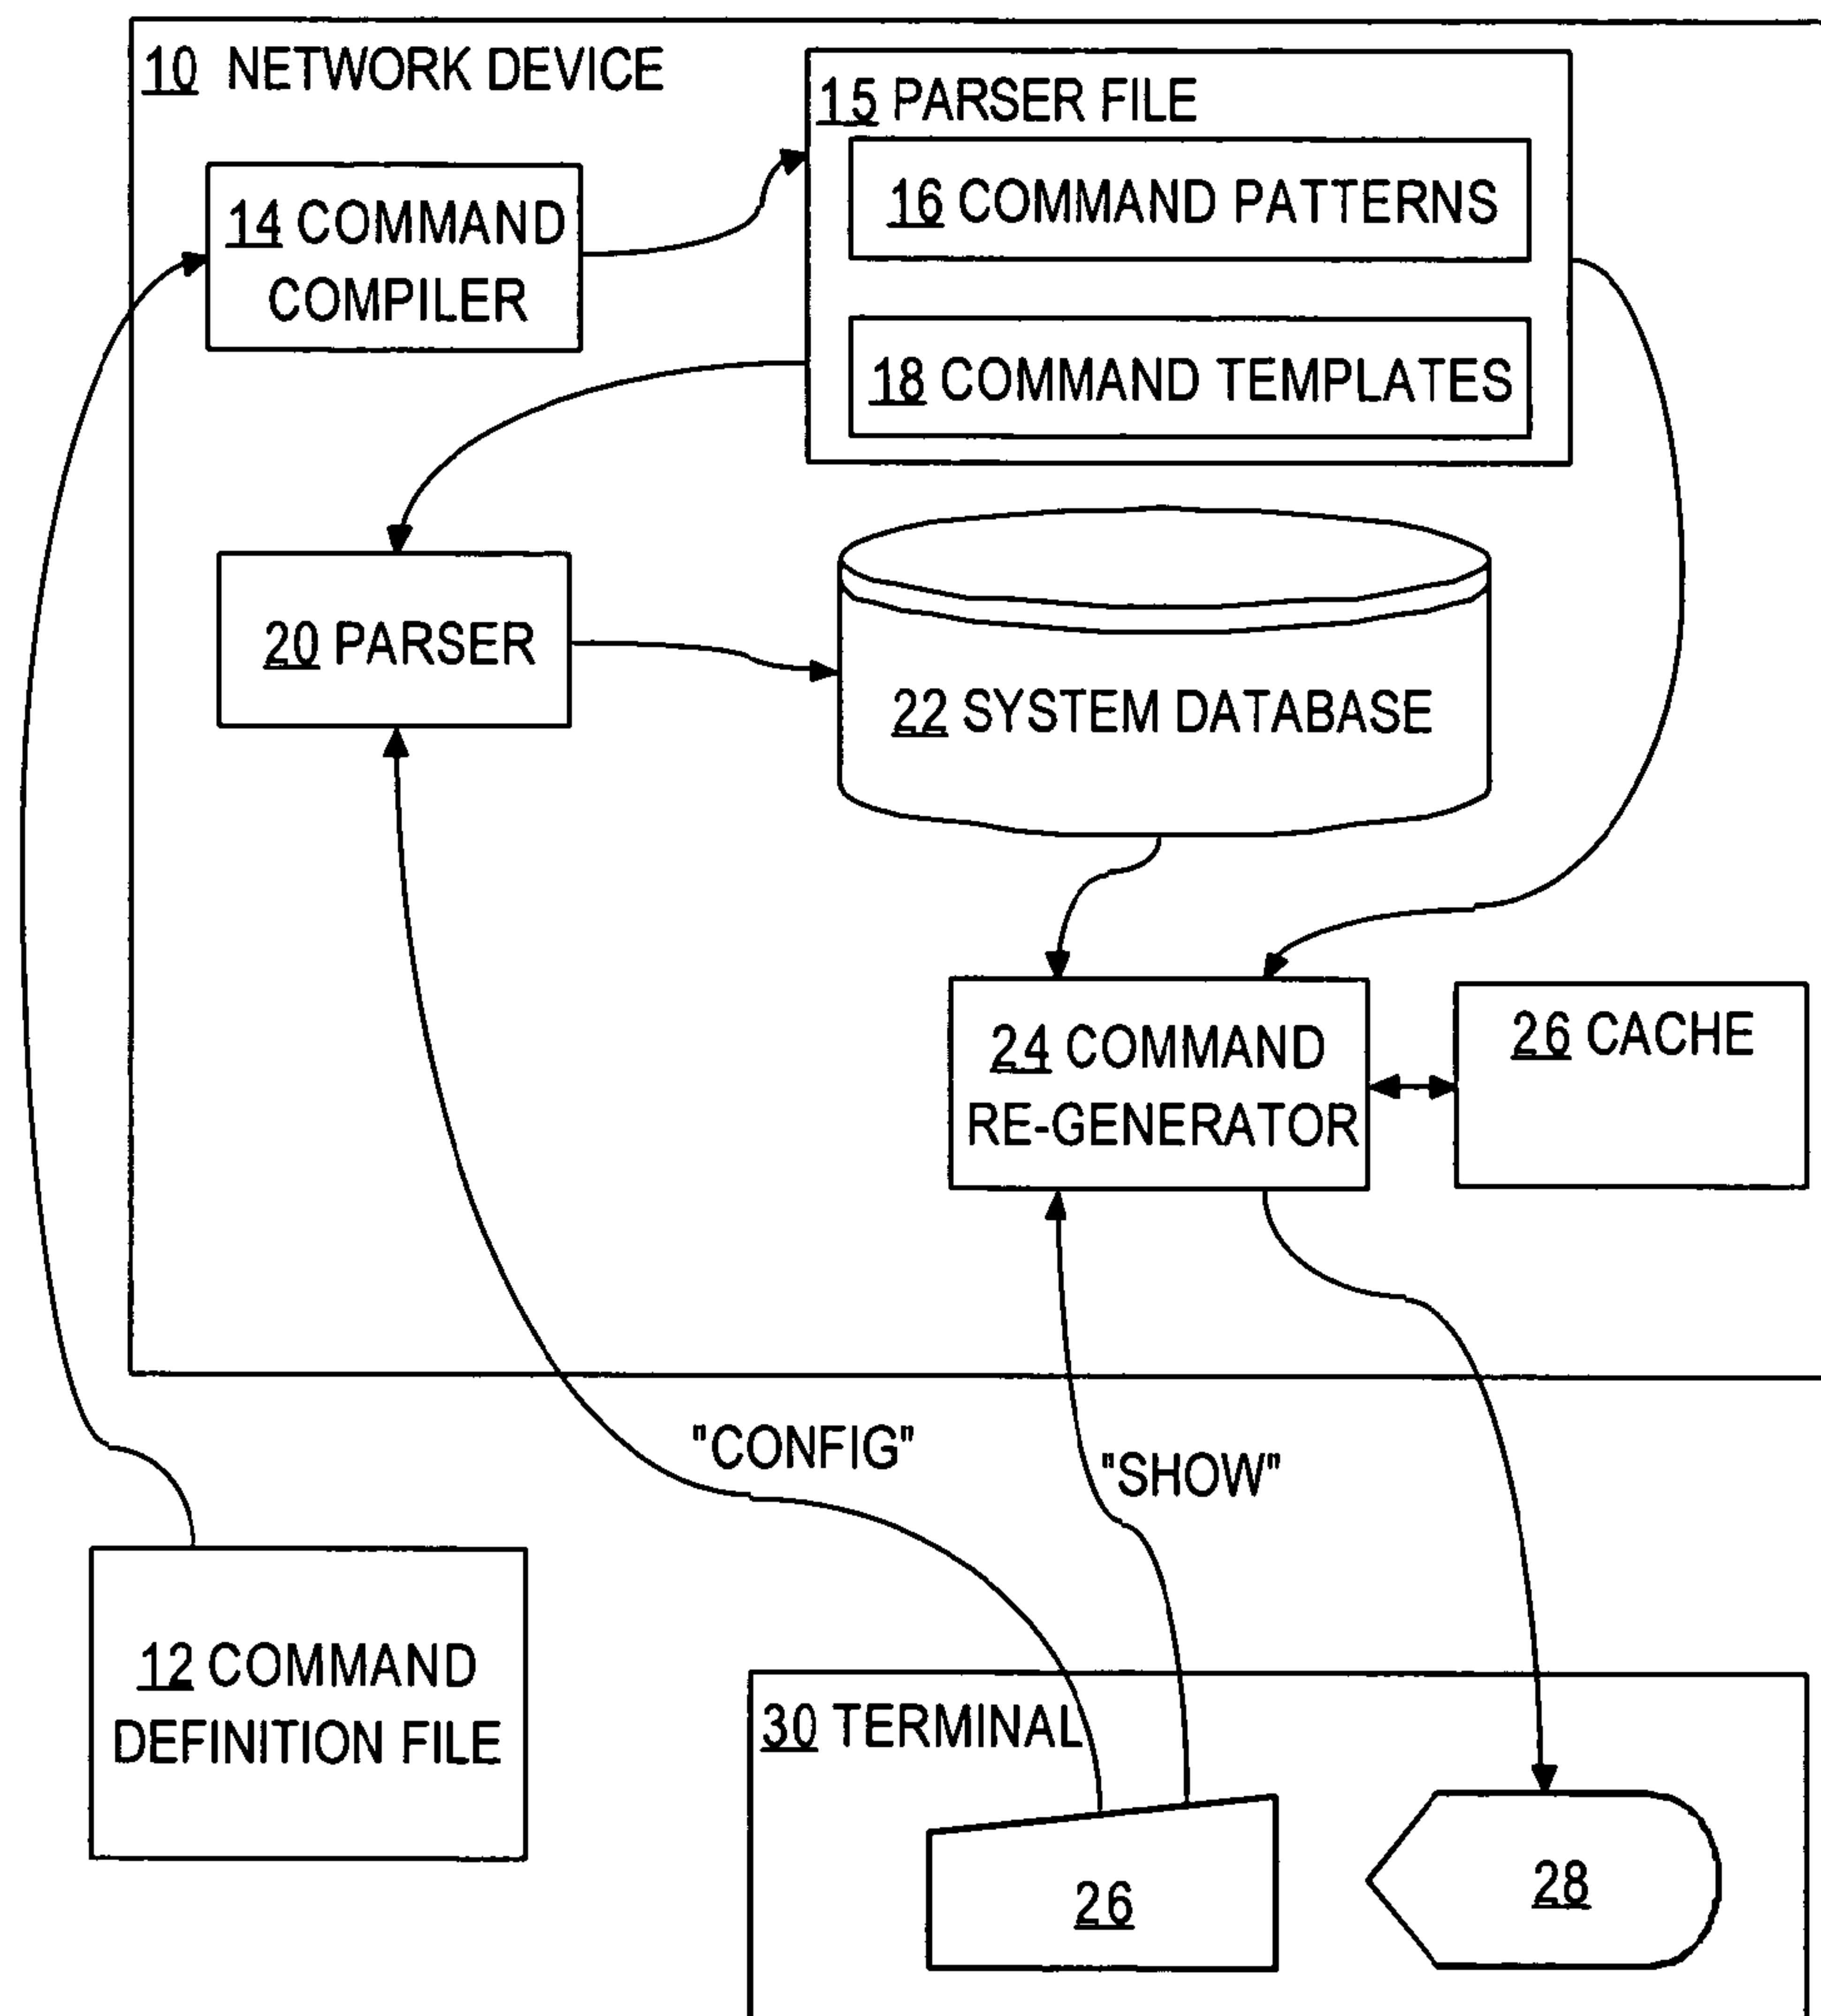 10 NETWORK DEVICE
15 PARSER FILE
16 COMMAND PATTERNS
14 COMMAND
COMPILER
18 COMMAND TEMPLATES
20 PARSER
22 SYSTEM DATABASE
24 COMMAND
RE-GENERATOR
26 CACHE
"CONFIG"
"SHOW"
12 COMMAND
DEFINITION FILE
30 TERMINAL
26
28